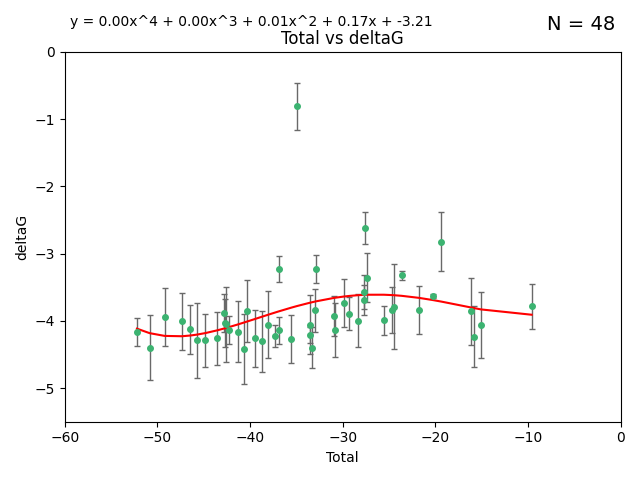 y = 0.00x^4 + 0.00x^3 + 0.01x^2 + 0.17x + -3.21
N = 48
Total vs deltaG
0
−1
−2
−3
−4
−5
deltaG
−60 −50 −40 −30 −20 −10 0
Total